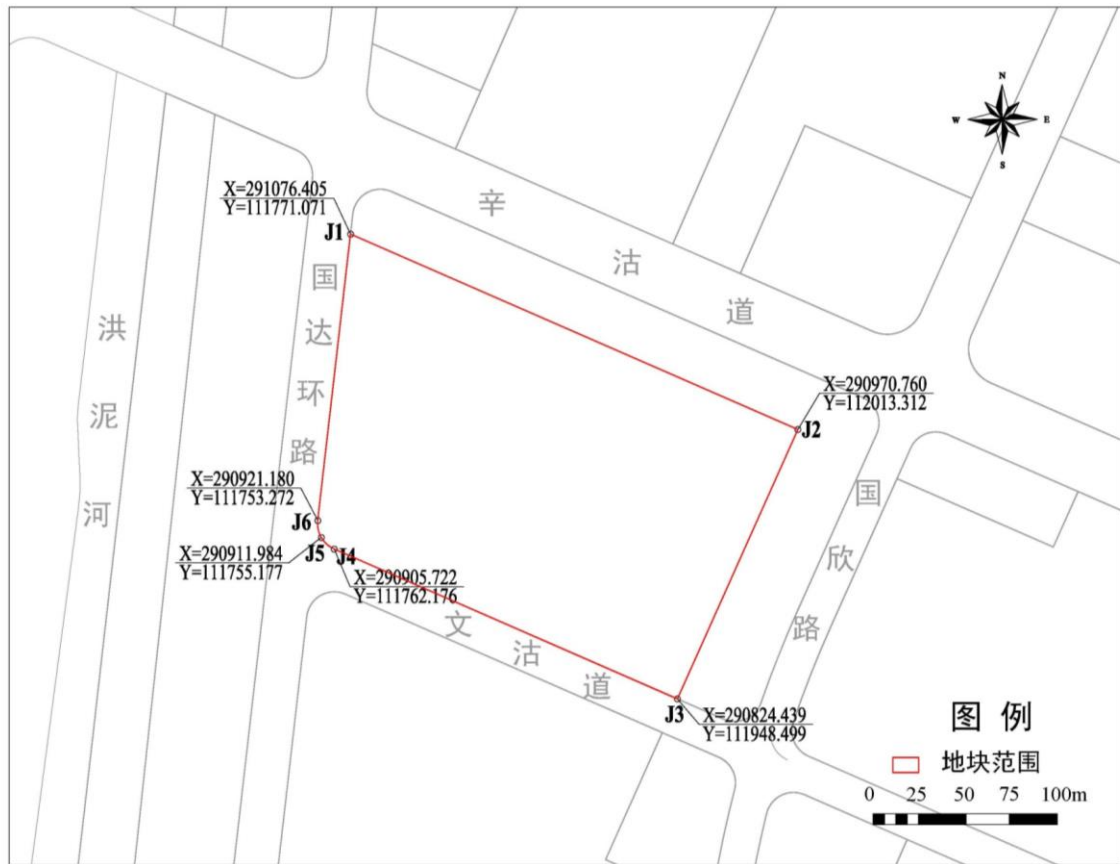 N
W
E
S
X=291076.405
Y=111771.071
J1
辛沽道
国达环路
洪泥河
X=290970.760
Y=112013.312
J2
国欣路
X=290921.180
Y=111753.272
J6
X=290911.984
Y=111755.177
J5
J4
X=290905.722
Y=111762.176
文沽道
J3
X=290824.439
Y=111948.499
图例
地块范围
0 25 50 75 100m